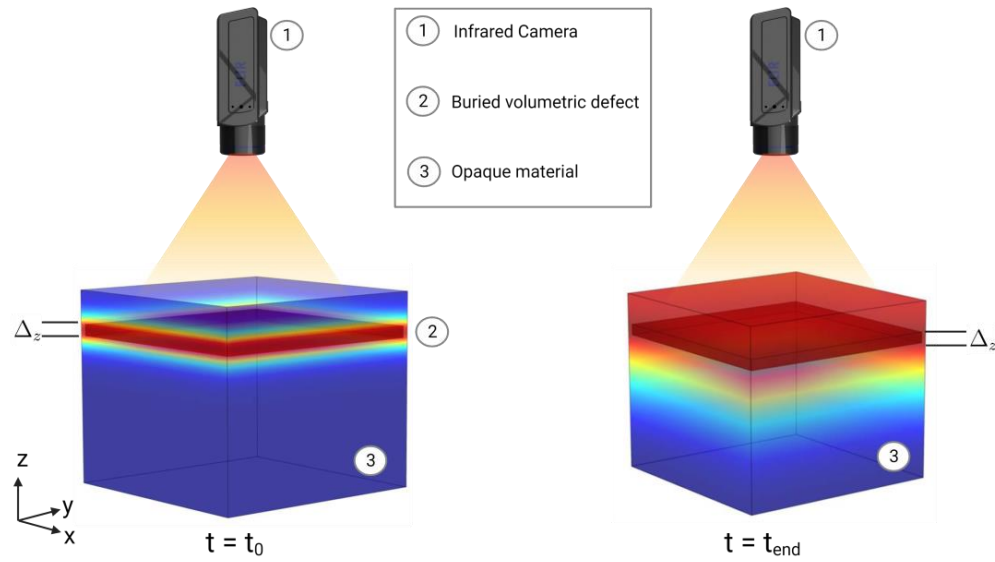 1
1 Infrared Camera
1
2 Buried volumetric defect
3 Opaque material
Δz
2
Δz
3
3
z
y
x
t = t0
t = tend